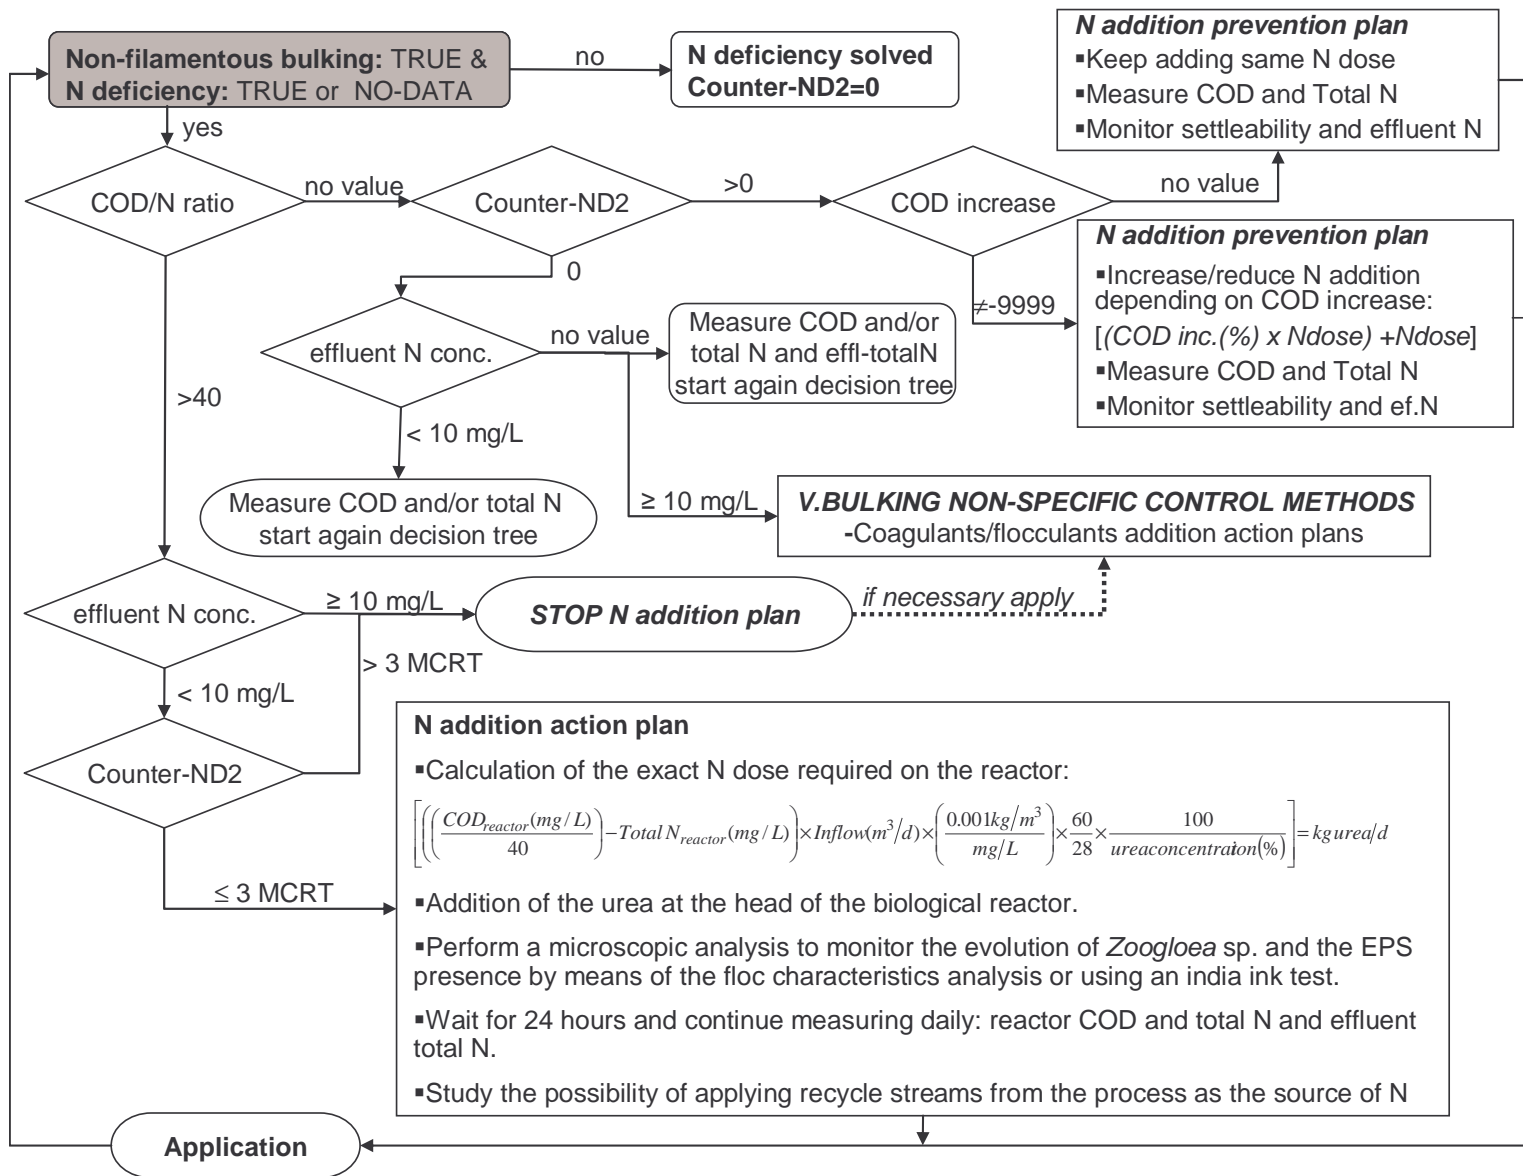 Non-filamentous bulking: TRUE &
N deficiency: TRUE or NO-DATA
no
N deficiency solved
Counter-ND2=0
N addition prevention plan
▪Keep adding same N dose
▪Measure COD and Total N
▪Monitor settleability and effluent N
yes
COD/N ratio
no value
Counter-ND2
>0
COD increase
no value
N addition prevention plan
▪Increase/reduce N addition
depending on COD increase:
[(COD inc.(%) x Ndose) +Ndose]
▪Measure COD and Total N
▪Monitor settleability and ef.N
≠-9999
0
effluent N conc.
no value
Measure COD and/or
total N and effl-totalN
start again decision tree
>40
< 10 mg/L
Measure COD and/or total N
start again decision tree
≥ 10 mg/L
V.BULKING NON-SPECIFIC CONTROL METHODS
-Coagulants/flocculants addition action plans
effluent N conc.
≥ 10 mg/L
STOP N addition plan
if necessary apply
> 3 MCRT
< 10 mg/L
Counter-ND2
≤ 3 MCRT
N addition action plan
▪Calculation of the exact N dose required on the reactor:
[(((COD reactor (mg/L) / 40) − Total N reactor (mg/L)) × Inflow(m³/d) × (0.001kg/m³ / mg/L) × 60/28 × 100 / ureaconcentration(%)] = kgurea/d
▪Addition of the urea at the head of the biological reactor.
▪Perform a microscopic analysis to monitor the evolution of Zoogloea sp. and the EPS
presence by means of the floc characteristics analysis or using an india ink test.
▪Wait for 24 hours and continue measuring daily: reactor COD and total N and effluent
total N.
▪Study the possibility of applying recycle streams from the process as the source of N
Application